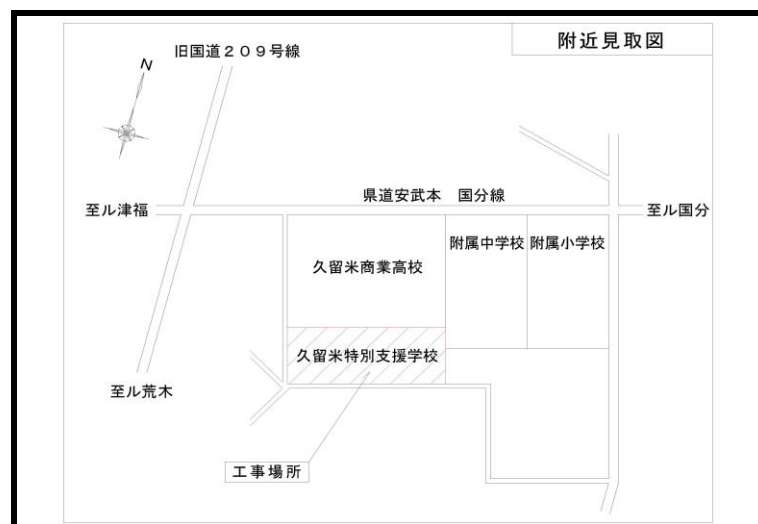 附近見取図
旧国道209号線
N
県道安武本 国分線
至ル津福
至ル国分
附属中学校
附属小学校
久留米商業高校
久留米特別支援学校
至ル荒木
工事場所